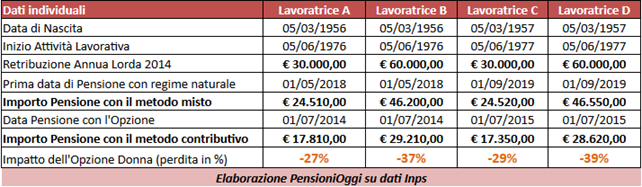 Dati individuali Lavoratrice A Lavoratrice B Lavoratrice C Lavoratrice D
Data di Nascita 05/03/1956 05/03/1956 05/03/1957 05/03/1957
Inizio Attività Lavorativa 05/06/1976 05/06/1976 05/06/1977 05/06/1977
Retribuzione Annua Lorda 2014 € 30.000,00 € 60.000,00 € 30.000,00 € 60.000,00
Prima data di Pensione con regime naturale 01/05/2018 01/05/2018 01/09/2019 01/09/2019
Importo Pensione con il metodo misto € 24.510,00 € 46.200,00 € 24.520,00 € 46.550,00
Data Pensione con l'Opzione 01/07/2014 01/07/2014 01/07/2015 01/07/2015
Importo Pensione con il metodo contributivo € 17.810,00 € 29.210,00 € 17.350,00 € 28.620,00
Impatto dell'Opzione Donna (perdita in %) -27% -37% -29% -39%
Elaborazione PensioniOggi su dati Inps